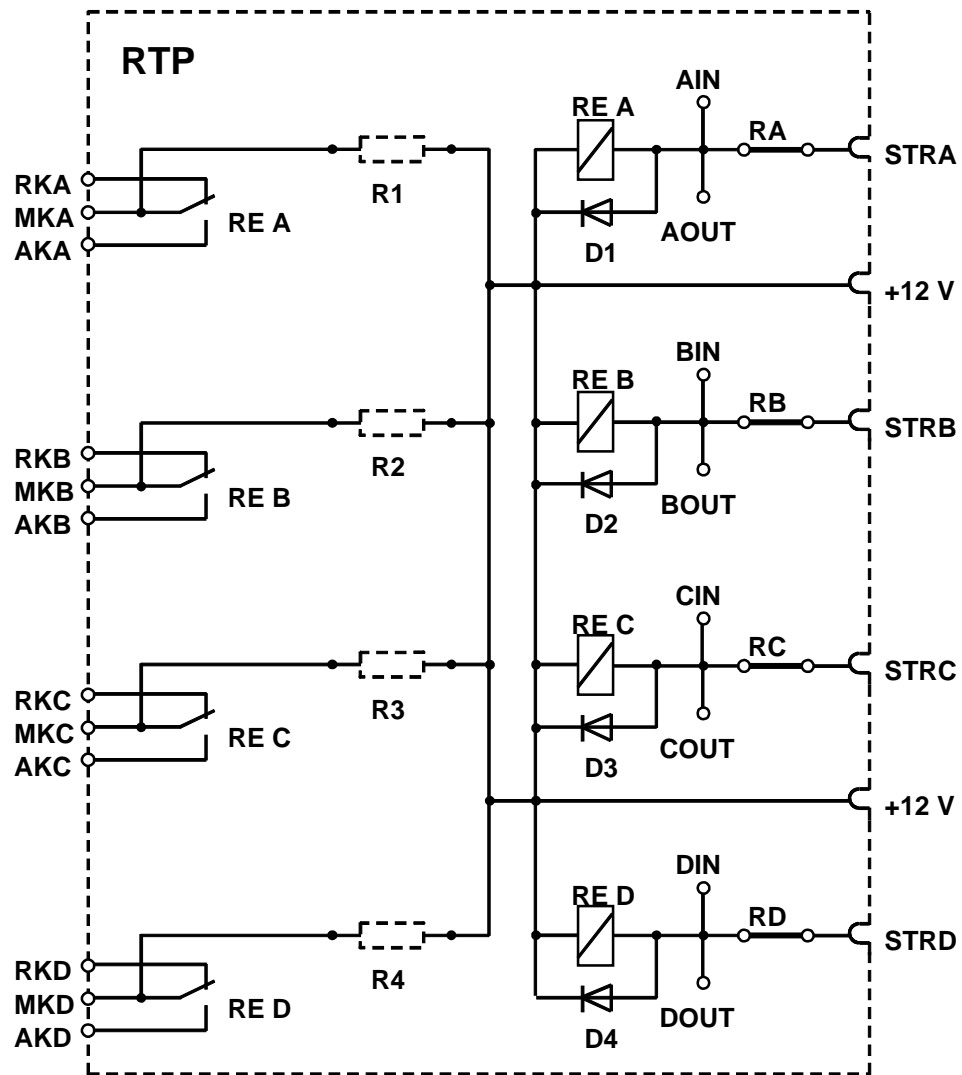 RTP
AIN
RE A
RA
STRA
RKA
MKA
AKA
RE A
R1
D1
AOUT
+12 V
BIN
RE B
RB
STRB
RKB
MKB
AKB
RE B
R2
D2
BOUT
CIN
RE C
RC
STRC
RKC
MKC
AKC
RE C
R3
D3
COUT
+12 V
DIN
RE D
RD
STRD
RKD
MKD
AKD
RE D
R4
D4
DOUT